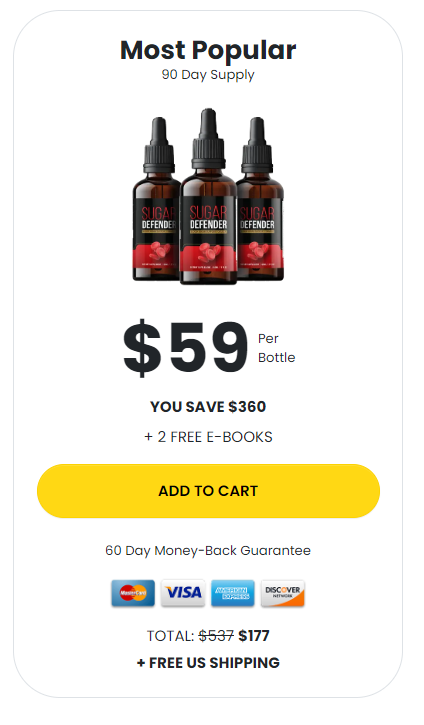 Most Popular
90 Day Supply
SUGAR
DEFENDER
SUGAR
DEFENDER
SUGAR
DEFENDER
$59
Per
Bottle
YOU SAVE $360
+ 2 FREE E-BOOKS
ADD TO CART
60 Day Money-Back Guarantee
MasterCard
VISA
AMERICAN
EXPRESS
DISCOVER
NETWORK
TOTAL: $537 $177
+ FREE US SHIPPING